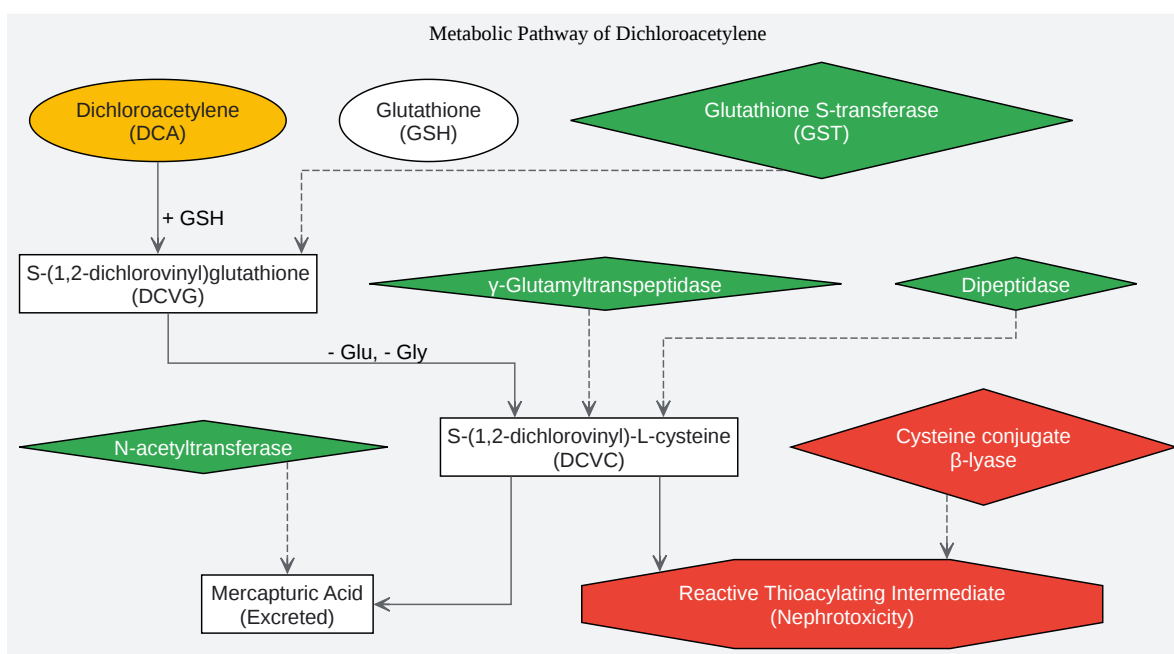 Metabolic Pathway of Dichloroacetylene
Dichloroacetylene
(DCA)
Glutathione
(GSH)
Glutathione S-transferase
(GST)
+ GSH
S-(1,2-dichlorovinyl)glutathione
(DCVG)
γ-Glutamyltranspeptidase
Dipeptidase
- Glu, - Gly
N-acetyltransferase
S-(1,2-dichlorovinyl)-L-cysteine
(DCVC)
Cysteine conjugate
β-lyase
Mercapturic Acid
(Excreted)
Reactive Thioacylating Intermediate
(Nephrotoxicity)